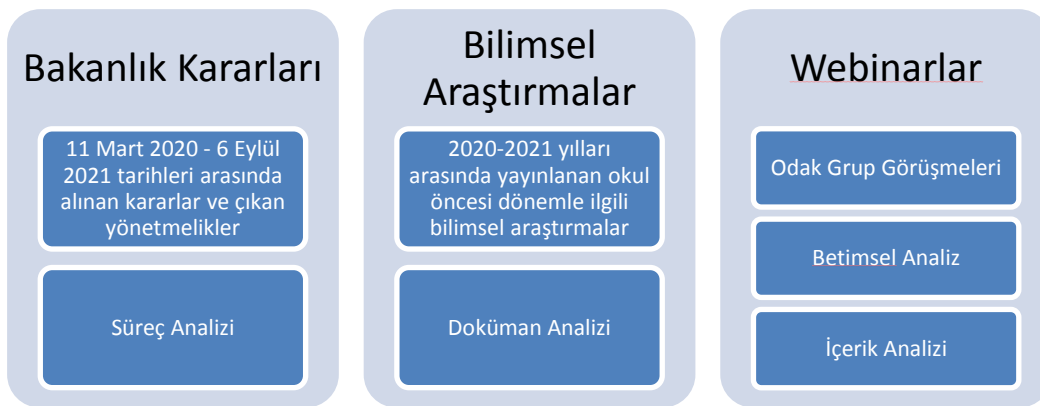 Bakanlık Kararları
11 Mart 2020 - 6 Eylül
2021 tarihleri arasında
alınan kararlar ve çıkan
yönetmelikler
Süreç Analizi
Bilimsel
Araştırmalar
2020-2021 yılları
arasında yayınlanan okul
öncesi dönemle ilgili
bilimsel araştırmalar
Doküman Analizi
Webinarlar
Odak Grup Görüşmeleri
Betimsel Analiz
İçerik Analizi